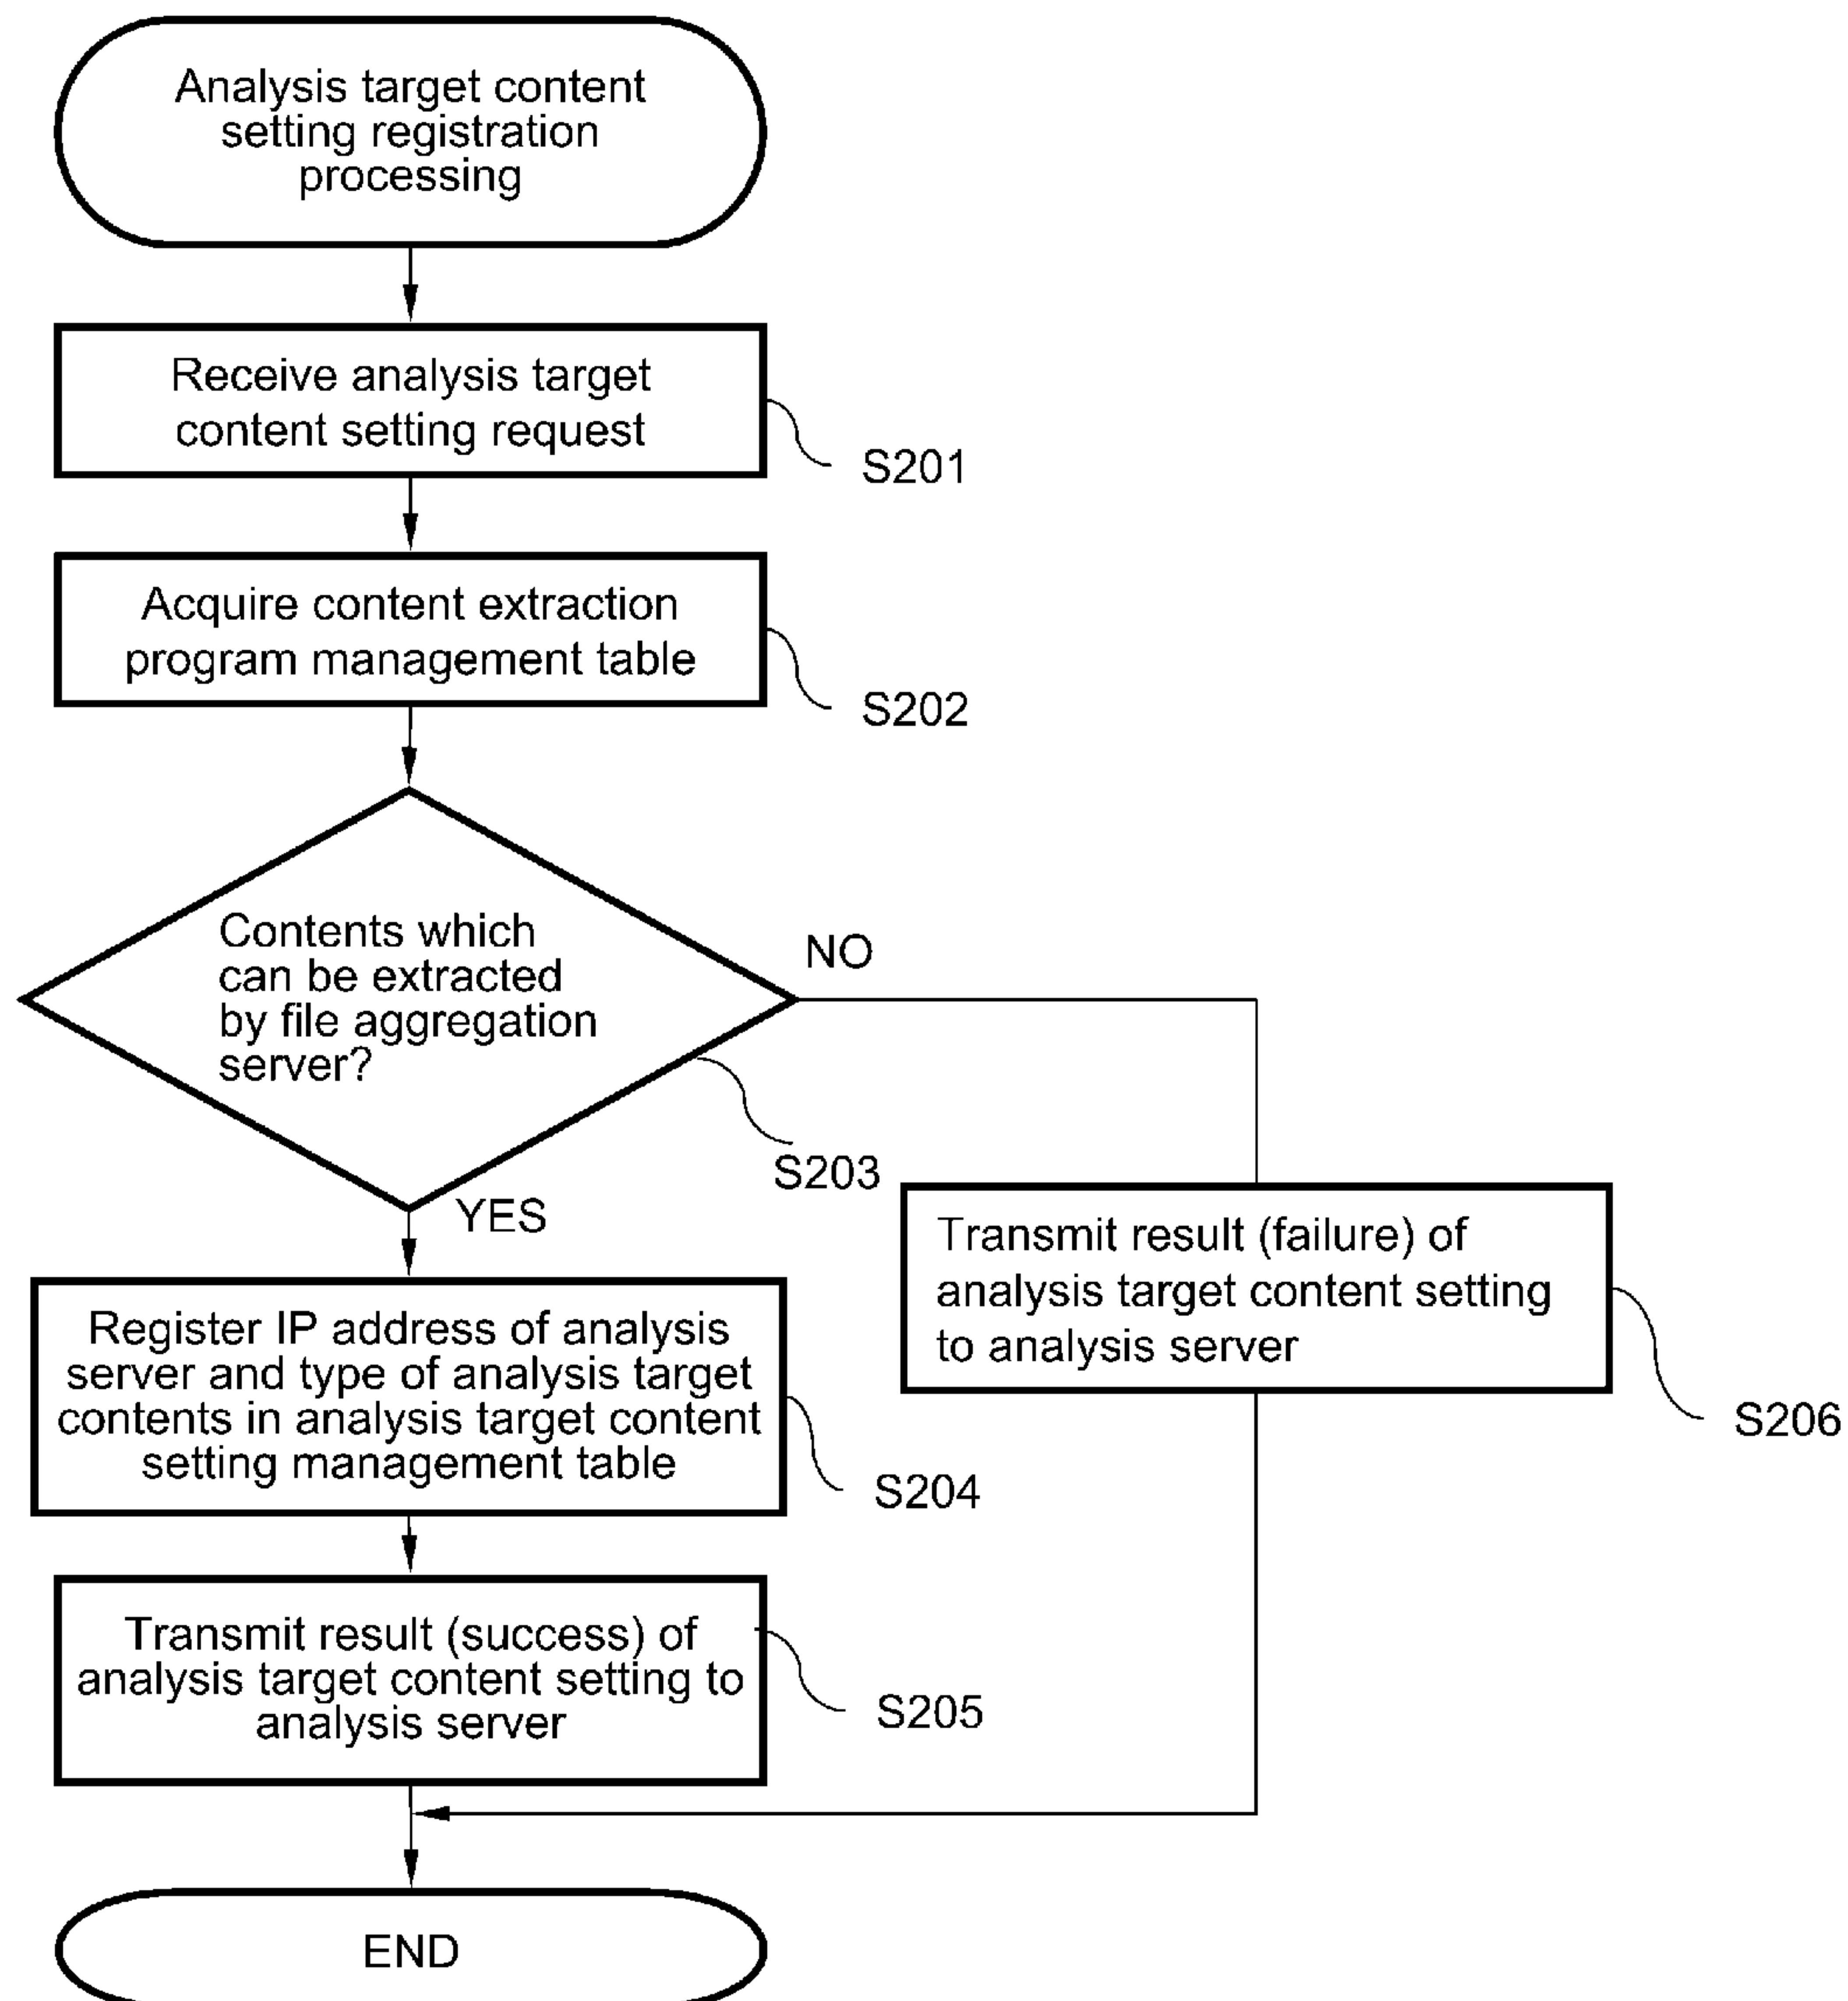 Analysis target content
setting registration
processing
Receive analysis target
content setting request
S201
Acquire content extraction
program management table
S202
Contents which
can be extracted
by file aggregation
server?
NO
S203
YES
Transmit result (failure) of
analysis target content setting
to analysis server
S206
Register IP address of analysis
server and type of analysis target
contents in analysis target content
setting management table
S204
Transmit result (success) of
analysis target content setting to
analysis server
S205
END